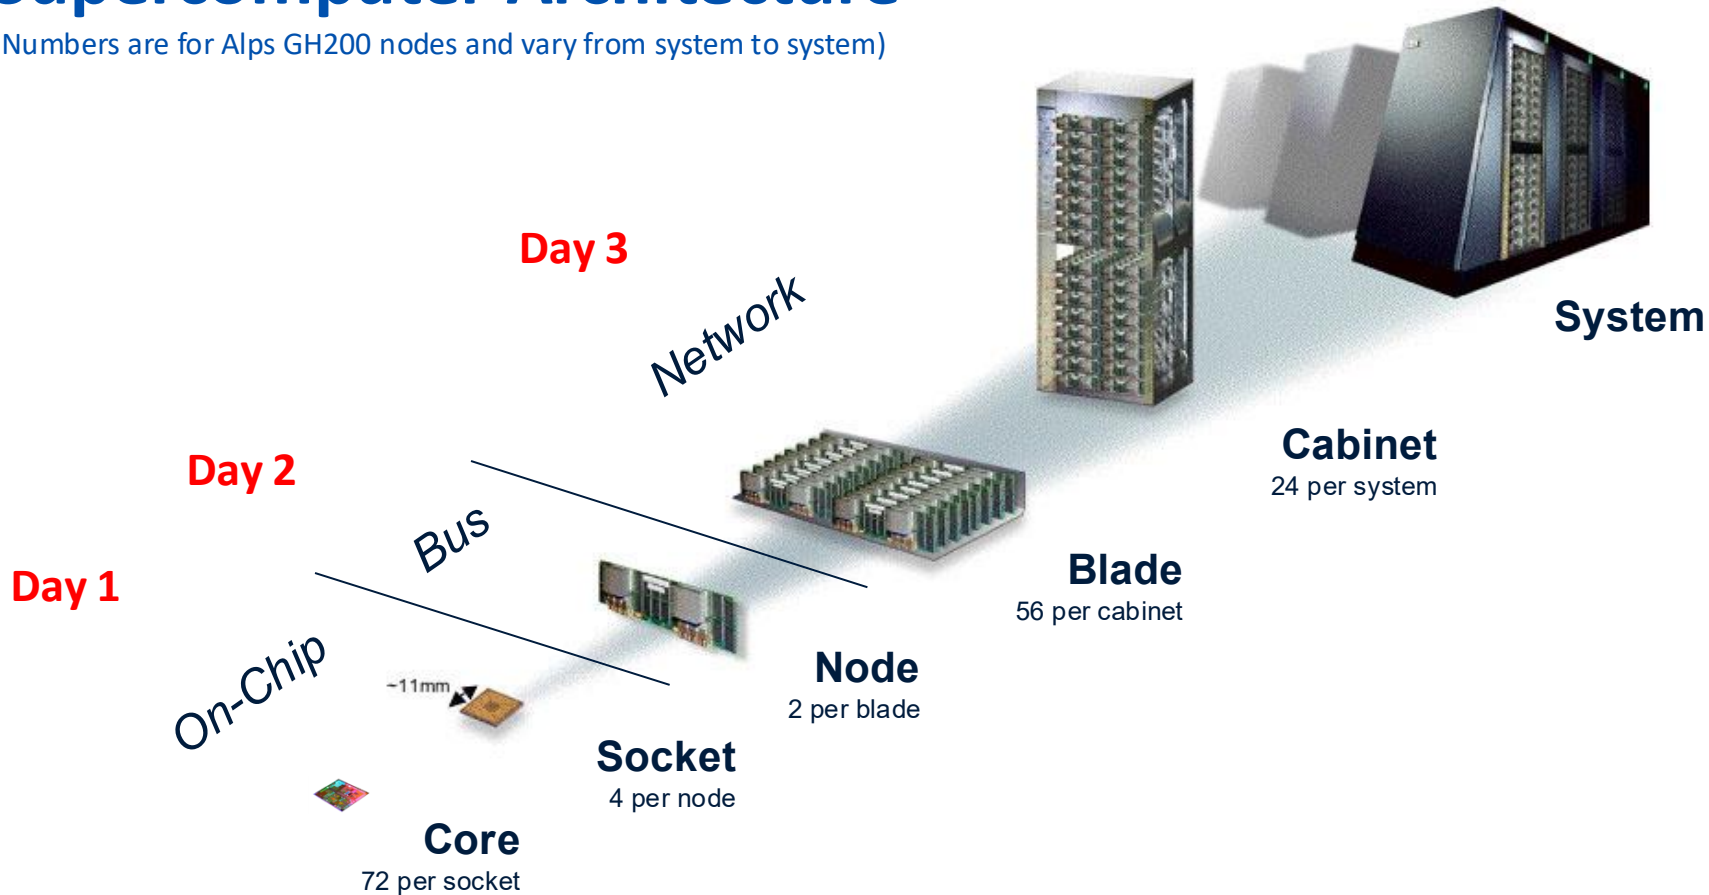 Supercomputer Architecture
(Numbers are for Alps GH200 nodes and vary from system to system)
Day 3
Network
System
Cabinet
24 per system
Day 2
Bus
Blade
56 per cabinet
Day 1
On-Chip
~11mm
Node
2 per blade
Socket
4 per node
Core
72 per socket